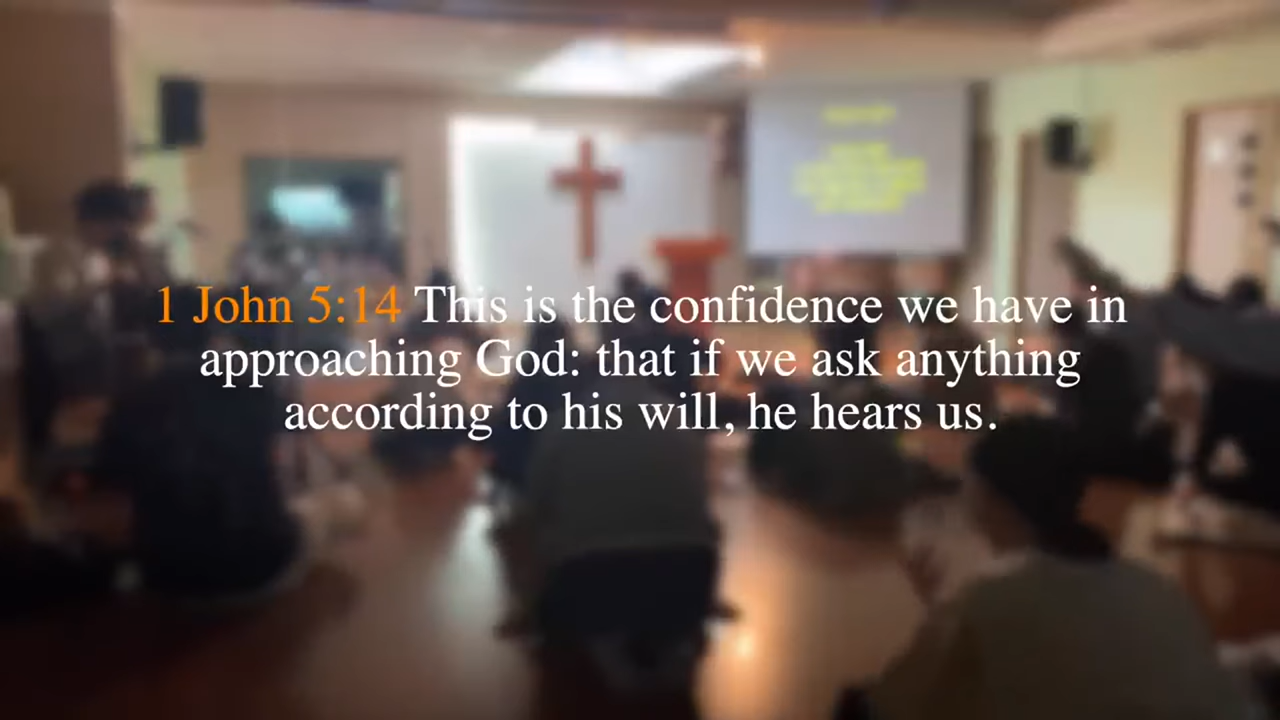 1 John 5:14 This is the confidence we have in
approaching God: that if we ask anything
according to his will, he hears us.